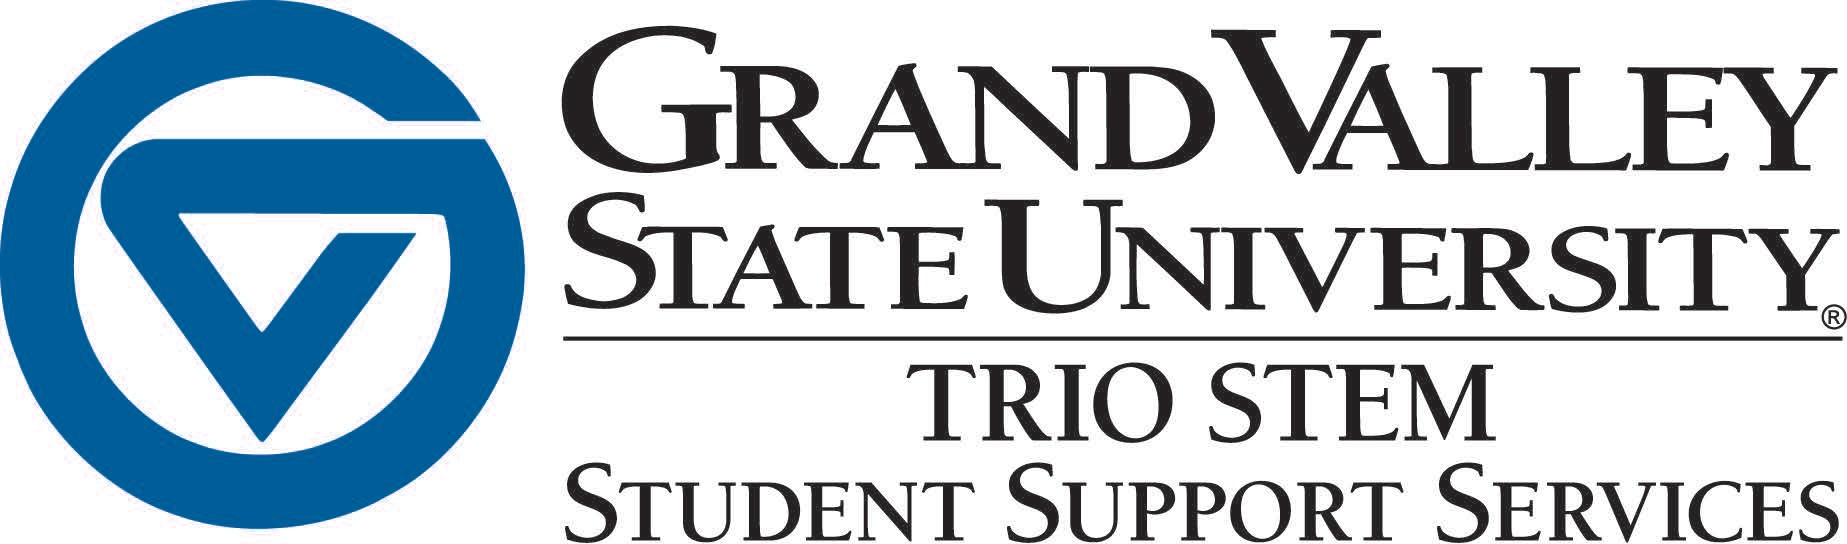 GRAND VALLEY
STATE UNIVERSITY®
TRIO STEM
STUDENT SUPPORT SERVICES